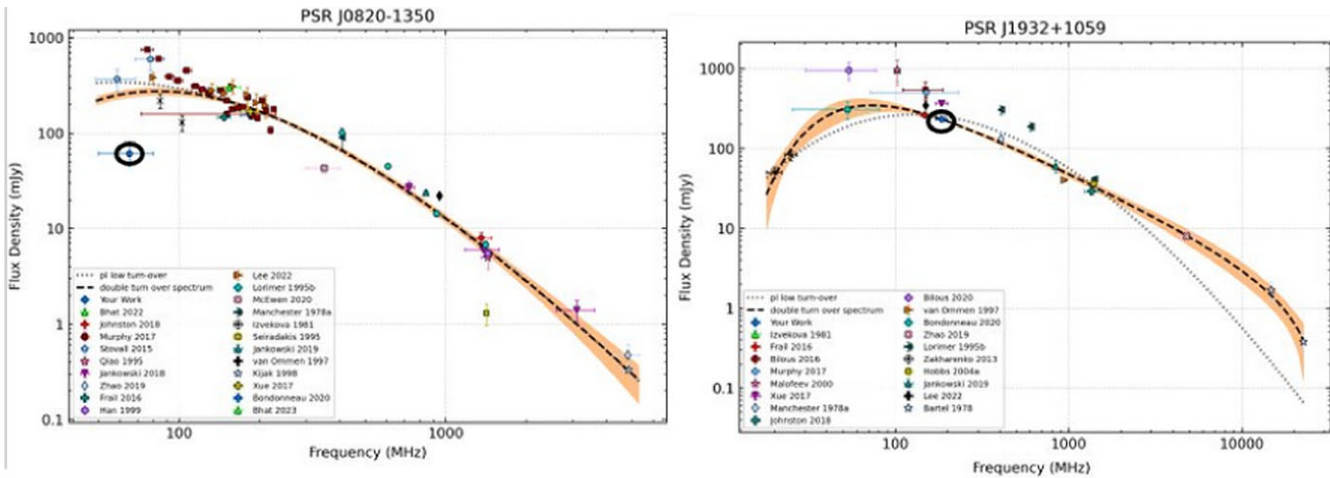 PSR J0820-1350
1000
100
10
1
0.1
Flux Density (mJy)
pl low turn-over
double turn over spectrum
Your Work
Bhat 2022
Johnston 2018
Murphy 2017
Stovall 2015
Qiao 1995
Jankowski 2018
Zhao 2019
Frail 2016
Han 1999
Lee 2022
Lorimer 1995b
McEwen 2020
Manchester 1978a
Izvekova 1981
Seiradakis 1995
Jankowski 2019
van Ommen 1997
Kijak 1998
Xue 2017
Bondonneau 2020
Bhat 2023
100
1000
Frequency (MHz)
PSR J1932+1059
1000
100
10
1
0.1
Flux Density (mJy)
pl low turn-over
double turn over spectrum
Your Work
Izvekova 1981
Frail 2016
Bilous 2016
Murphy 2017
Malofeev 2000
Xue 2017
Manchester 1978a
Johnston 2018
Bilous 2020
van Ommen 1997
Bondonneau 2020
Zhao 2019
Lorimer 1995b
Zakharenko 2013
Hobbs 2004a
Jankowski 2019
Lee 2022
Bartel 1978
100
1000
10000
Frequency (MHz)